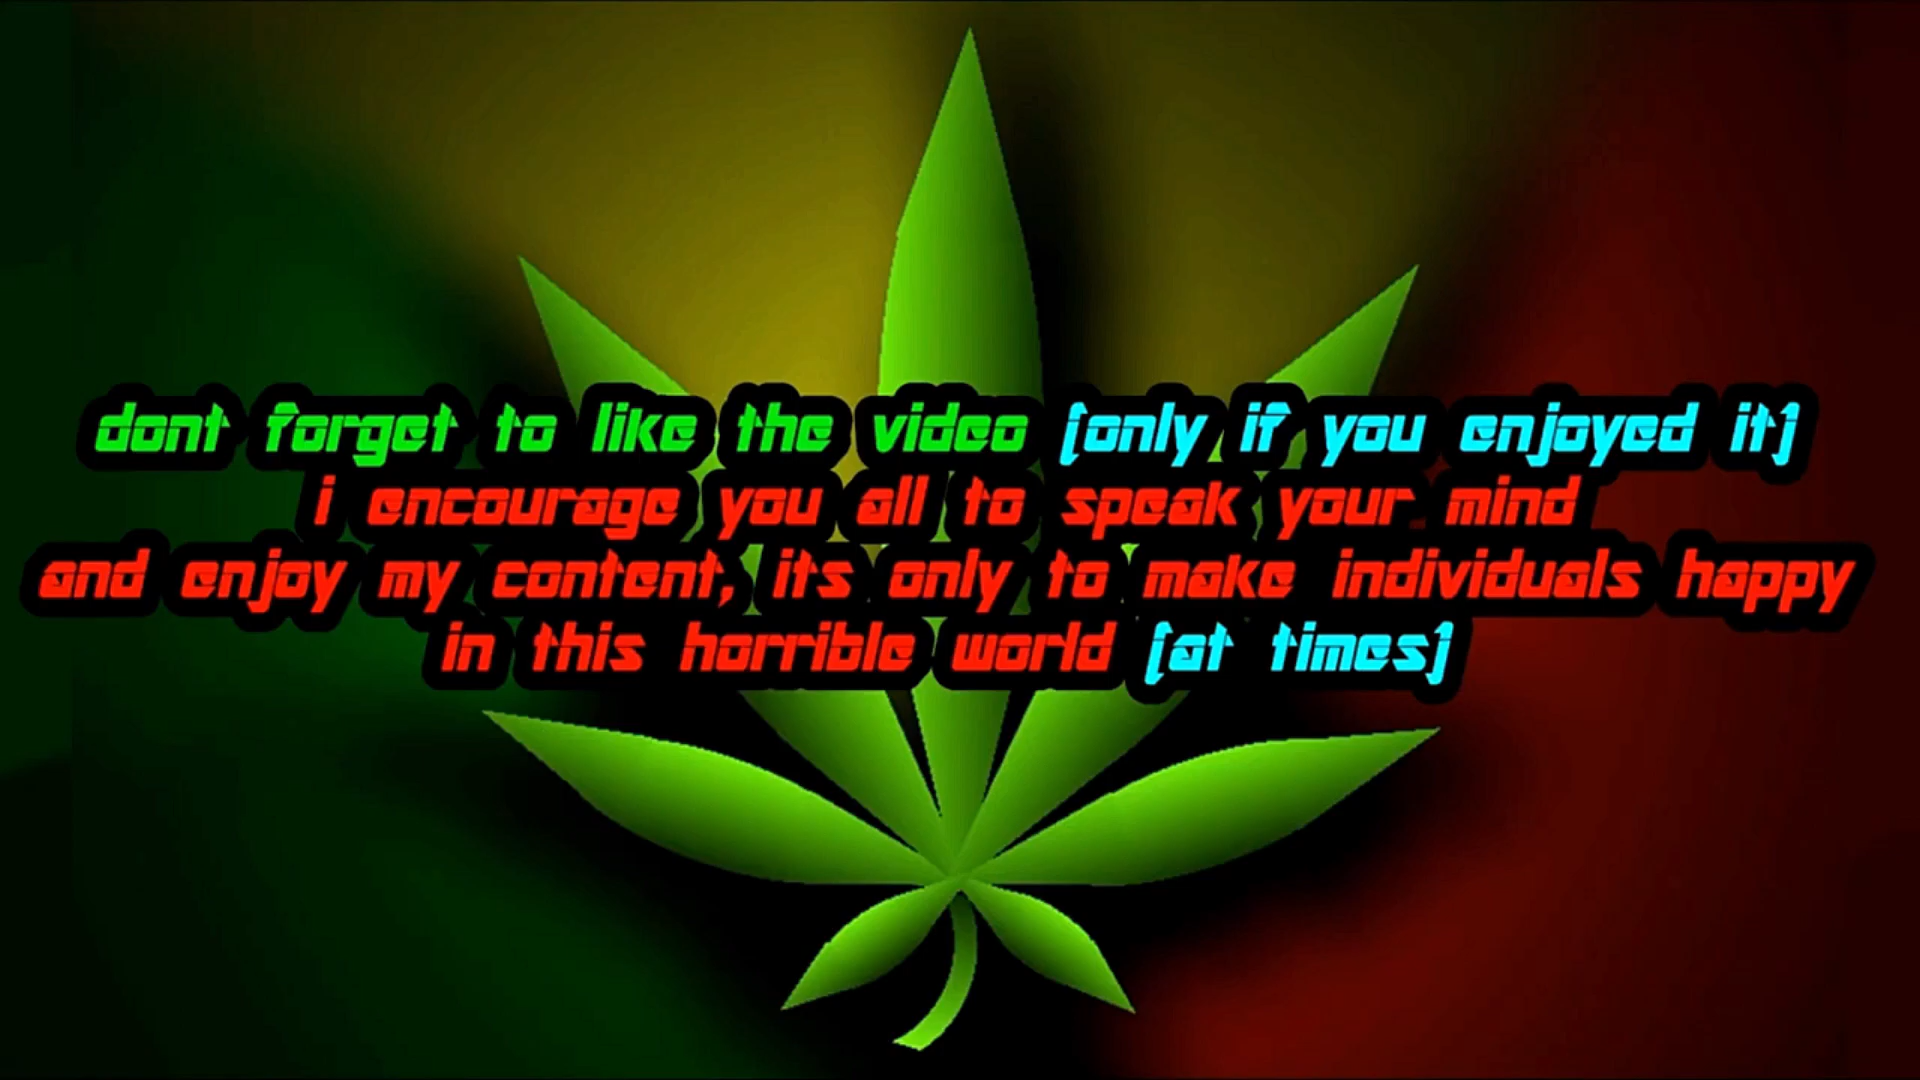 dont forget to like the video (only if you enjoyed it)
i encourage you all to speak your mind
and enjoy my content, its only to make individuals happy
in this horrible world (at times)